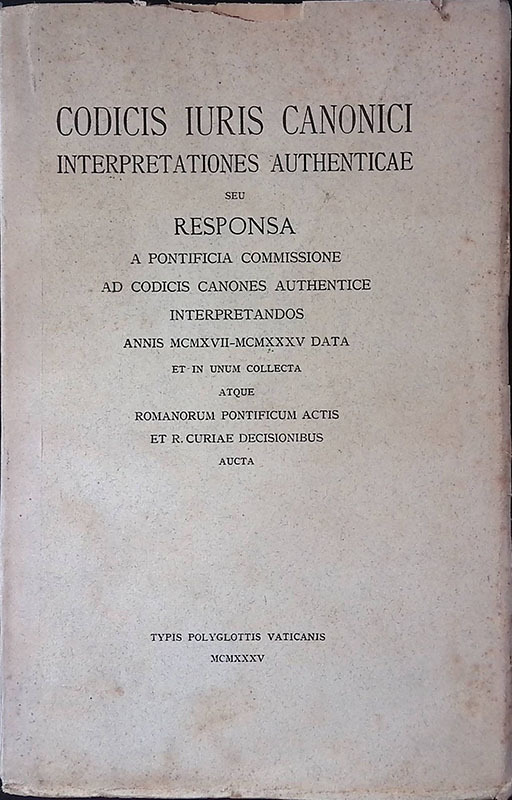 CODICIS IURIS CANONICI
INTERPRETATIONES AUTHENTICAE
SEU
RESPONSA
A PONTIFICIA COMMISSIONE
AD CODICIS CANONES AUTHENTICE
INTERPRETANDOS
ANNIS MCMXVII-MCMXXXV DATA
ET IN UNUM COLLECTA
ATQUE
ROMANORUM PONTIFICUM ACTIS
ET R. CURIAE DECISIONIBUS
AUCTA
TYPIS POLYGLOTTIS VATICANIS
MCMXXXV